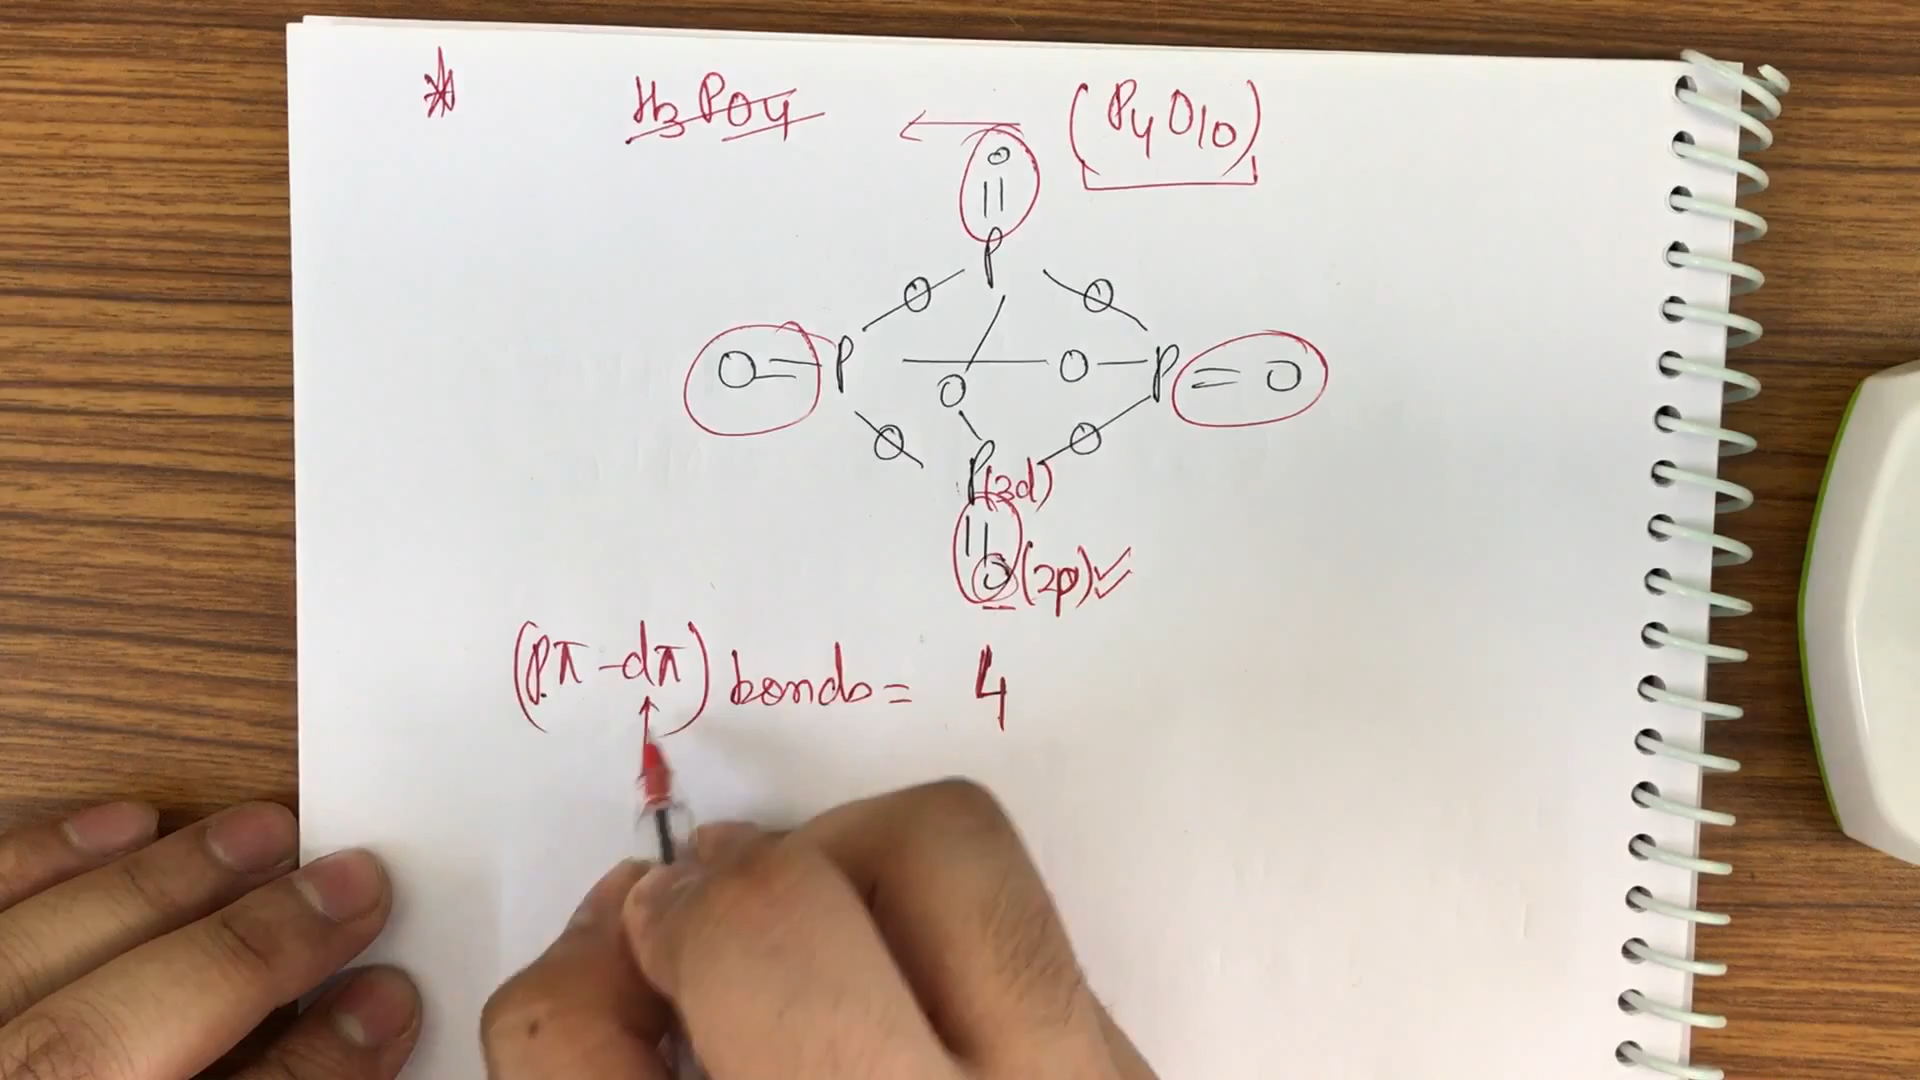 * H₃PO₄ ← (P₄O₁₀)
O
||
P
O O
O = P — O — P = O
O
O O
P (3d)
||
O (2p) ✓✓
(pπ - dπ) bonds = 4